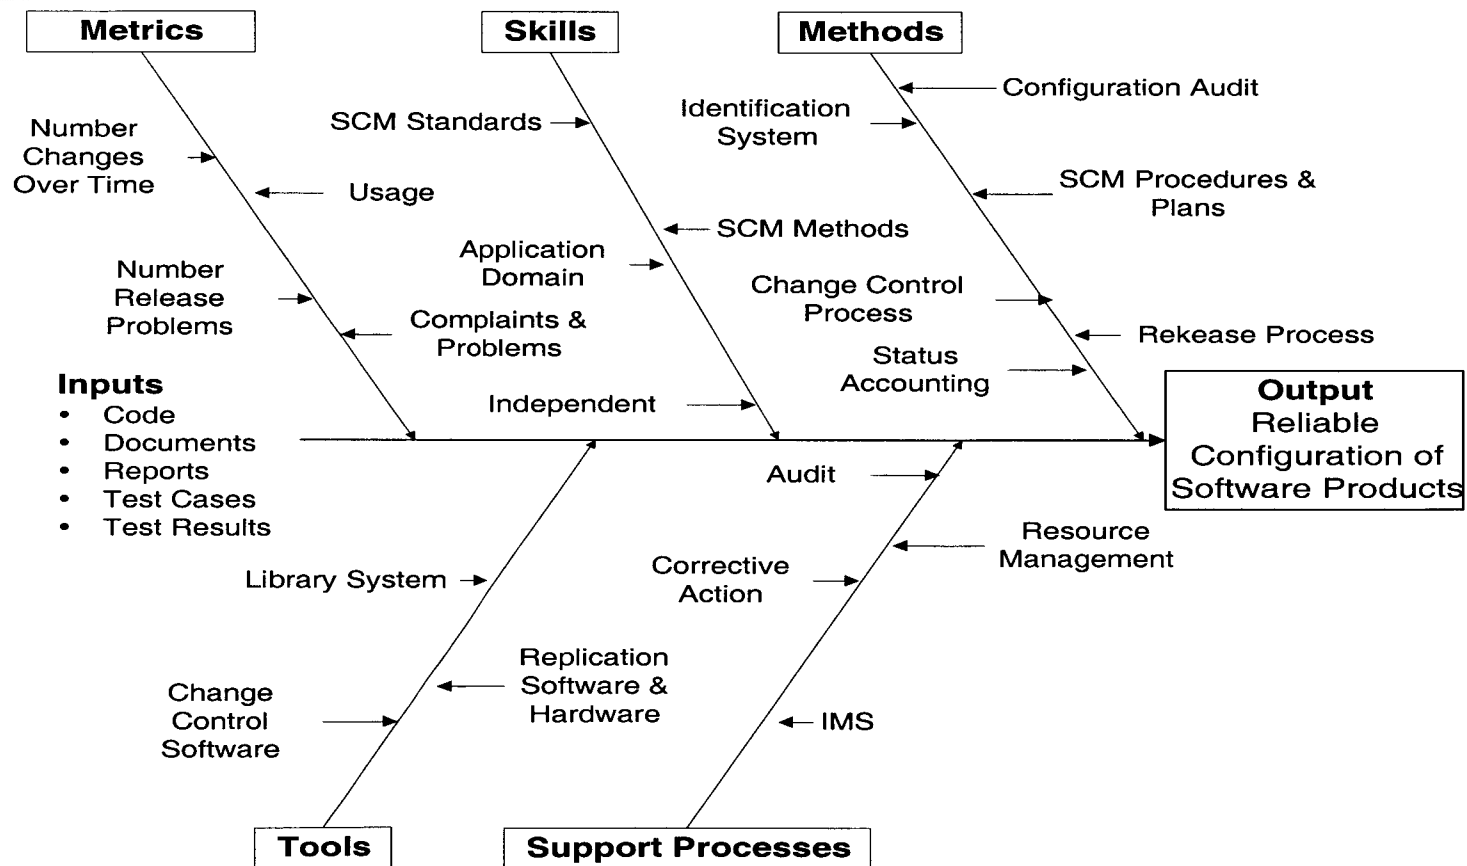 Metrics
Skills
Methods
Number
Changes
Over Time
Usage
Number
Release
Problems
Complaints &
Problems
SCM Standards
SCM Methods
Application
Domain
Independent
Configuration Audit
Identification
System
SCM Procedures &
Plans
Change Control
Process
Rekease Process
Status
Accounting
Inputs
• Code
• Documents
• Reports
• Test Cases
• Test Results
Output
Reliable
Configuration of
Software Products
Library System
Replication
Software &
Hardware
Change
Control
Software
Audit
Resource
Management
Corrective
Action
IMS
Tools
Support Processes